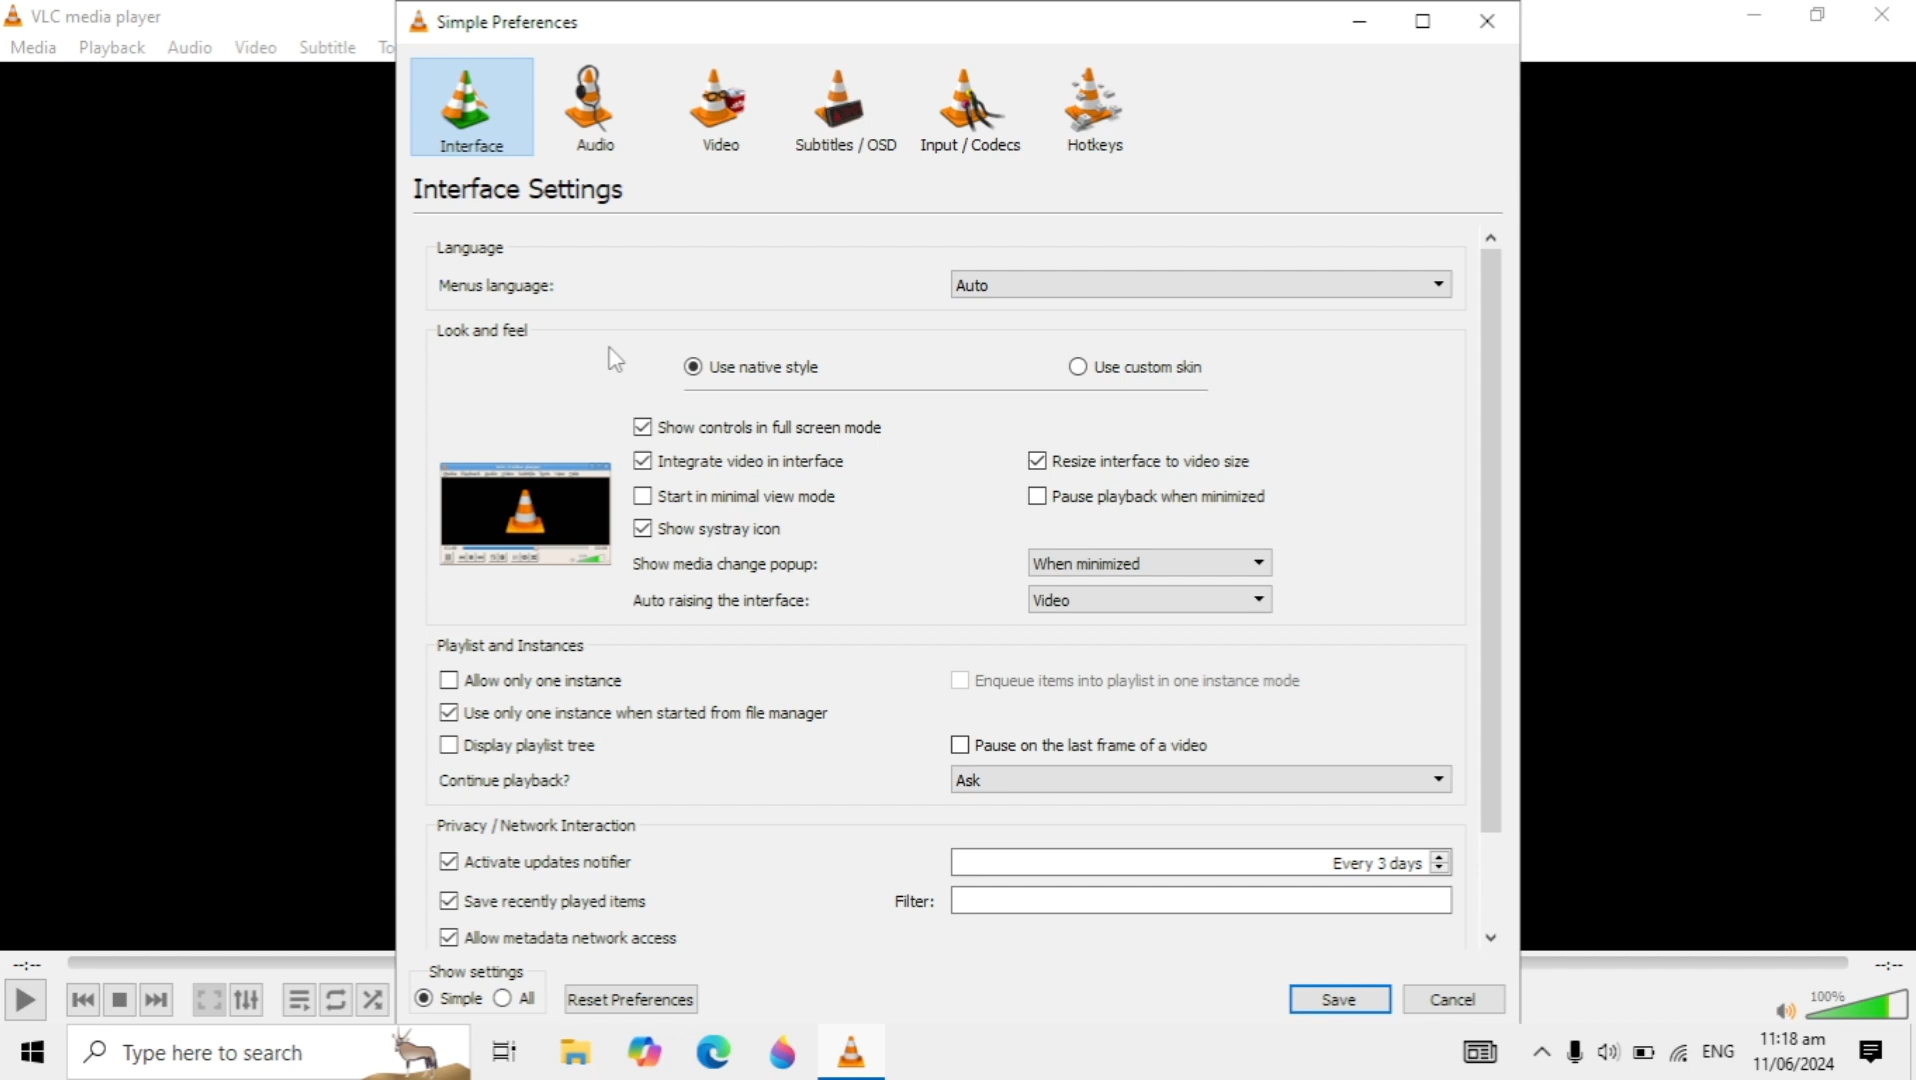 VLC media player
Simple Preferences
Media Playback Audio Video Subtitle To
Interface Audio Video Subtitles / OSD Input / Codecs Hotkeys
Interface Settings
Language
Menus language: Auto
Look and feel
Use native style Use custom skin
Show controls in full screen mode
Integrate video in interface Resize interface to video size
Start in minimal view mode Pause playback when minimized
Show systray icon
Show media change popup: When minimized
Auto raising the interface: Video
Playlist and Instances
Allow only one instance Enqueue items into playlist in one instance mode
Use only one instance when started from file manager
Display playlist tree Pause on the last frame of a video
Continue playback? Ask
Privacy / Network Interaction
Activate updates notifier Every 3 days
Save recently played items Filter:
Allow metadata network access
--:-- --:--
Show settings
Simple All Reset Preferences Save Cancel
100%
Type here to search ENG 11:18 am
11/06/2024